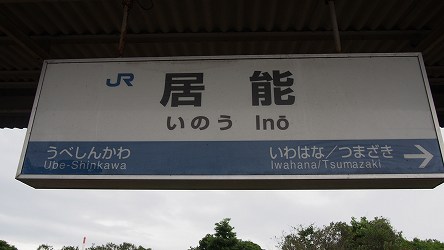 JR 居能
いのう Inō
うべしんかわ いわはな/つまざき
Ube-Shinkawa Iwahana/Tsumazaki